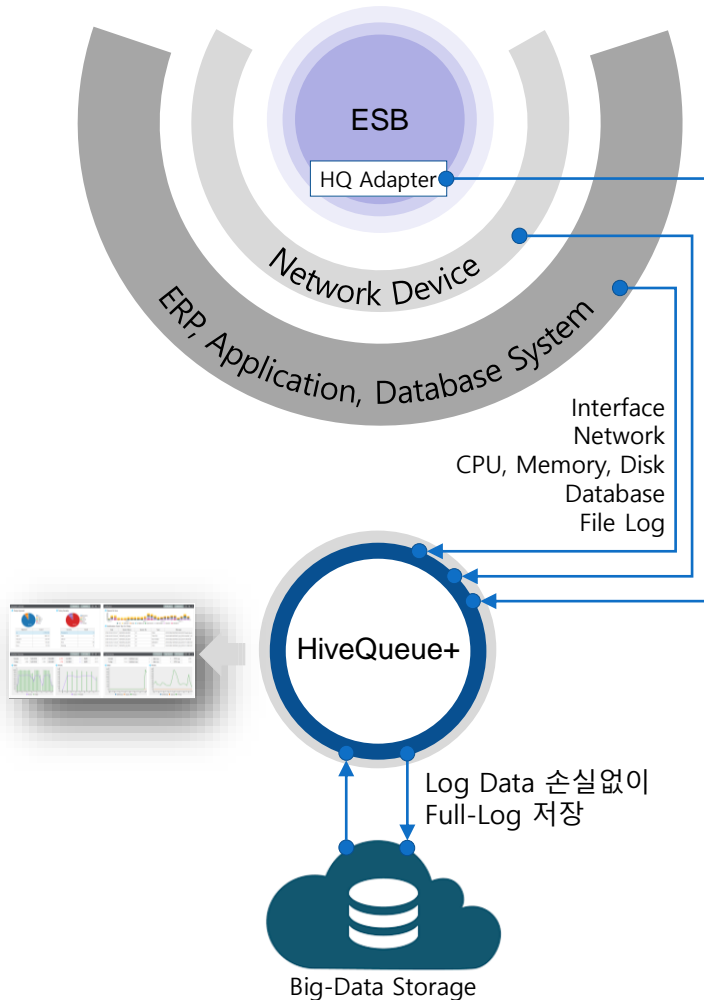 ESB
HQ Adapter
Network Device
ERP, Application, Database System
Interface
Network
CPU, Memory, Disk
Database
File Log
HiveQueue+
Log Data 손실없이
Full-Log 저장
Big-Data Storage